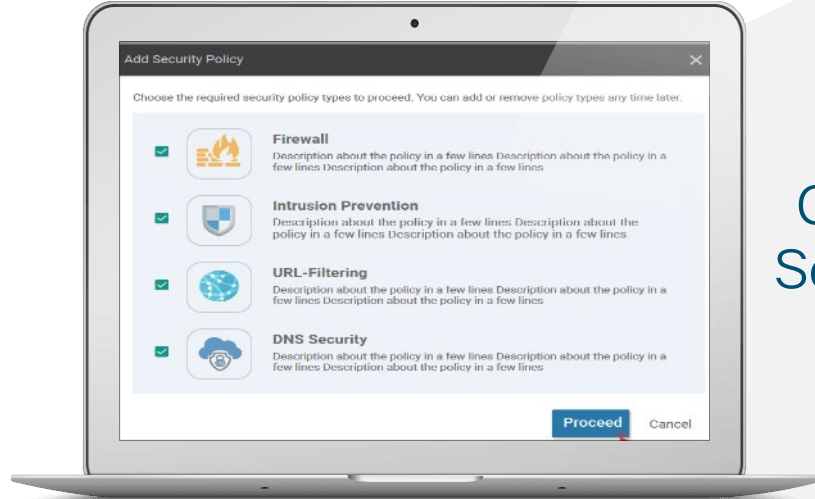 Add Security Policy
Choose the required security policy types to proceed. You can add or remove policy types any time later.
Firewall
Description about the policy in a few lines Description about the policy in a
few lines Description about the policy in a few lines
Intrusion Prevention
Description about the policy in a few lines Description about the
policy in a few lines Description about the policy in a few lines
URL-Filtering
Description about the policy in a few lines Description about the policy in a
few lines Description about the policy in a few lines
DNS Security
Description about the policy in a few lines Description about the policy in a
few lines Description about the policy in a few lines
Proceed Cancel